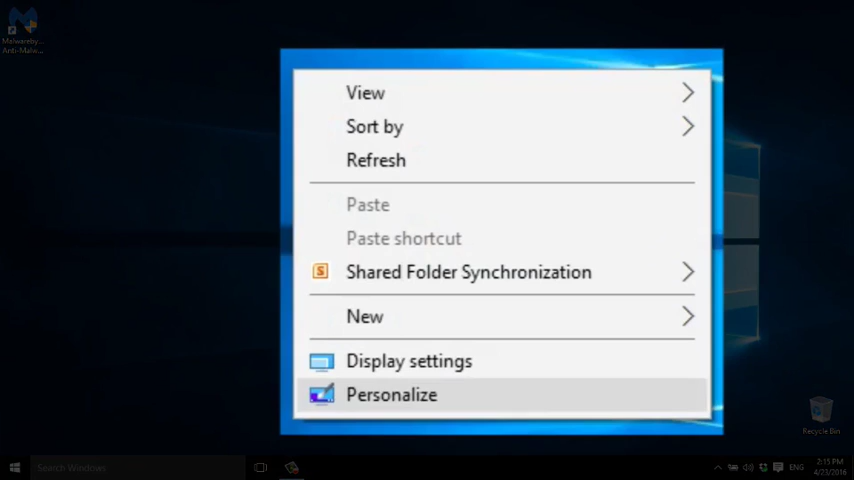 Malwareby...
Anti-Malw...
View
Sort by
Refresh
Paste
Paste shortcut
S
Shared Folder Synchronization
New
Display settings
Personalize
Recycle Bin
Search Windows
ENG
2:15 PM
4/23/2016